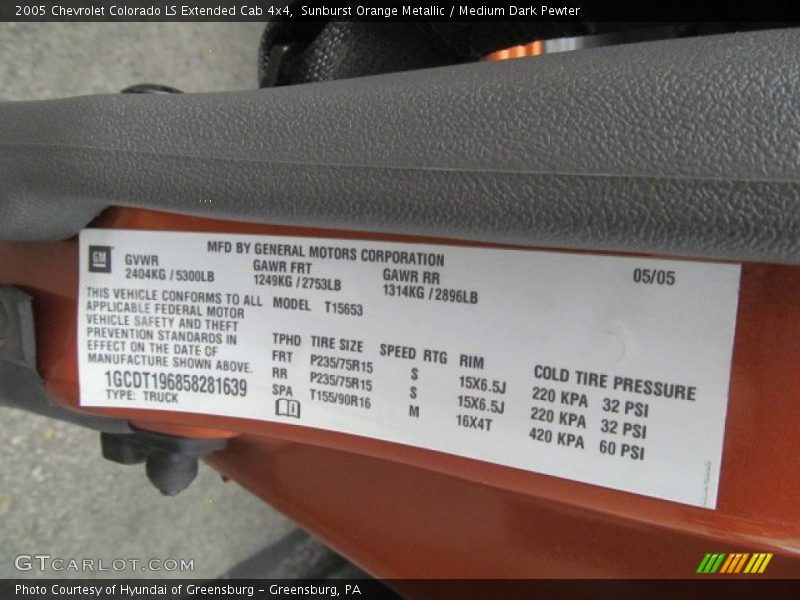 2005 Chevrolet Colorado LS Extended Cab 4x4, Sunburst Orange Metallic / Medium Dark Pewter
GM
MFD BY GENERAL MOTORS CORPORATION
05/05
GVWR GAWR FRT GAWR RR
2404KG / 5300LB 1249KG / 2753LB 1314KG / 2896LB
THIS VEHICLE CONFORMS TO ALL
APPLICABLE FEDERAL MOTOR
VEHICLE SAFETY AND THEFT
PREVENTION STANDARDS IN
EFFECT ON THE DATE OF
MANUFACTURE SHOWN ABOVE.
1GCDT196858281639
TYPE: TRUCK
MODEL T15653
TPHD TIRE SIZE SPEED RTG RIM COLD TIRE PRESSURE
FRT P235/75R15 S 15X6.5J 220 KPA 32 PSI
RR P235/75R15 S 15X6.5J 220 KPA 32 PSI
SPA T155/90R16 M 16X4T 420 KPA 60 PSI
GTCARLOT.COM
Photo Courtesy of Hyundai of Greensburg - Greensburg, PA